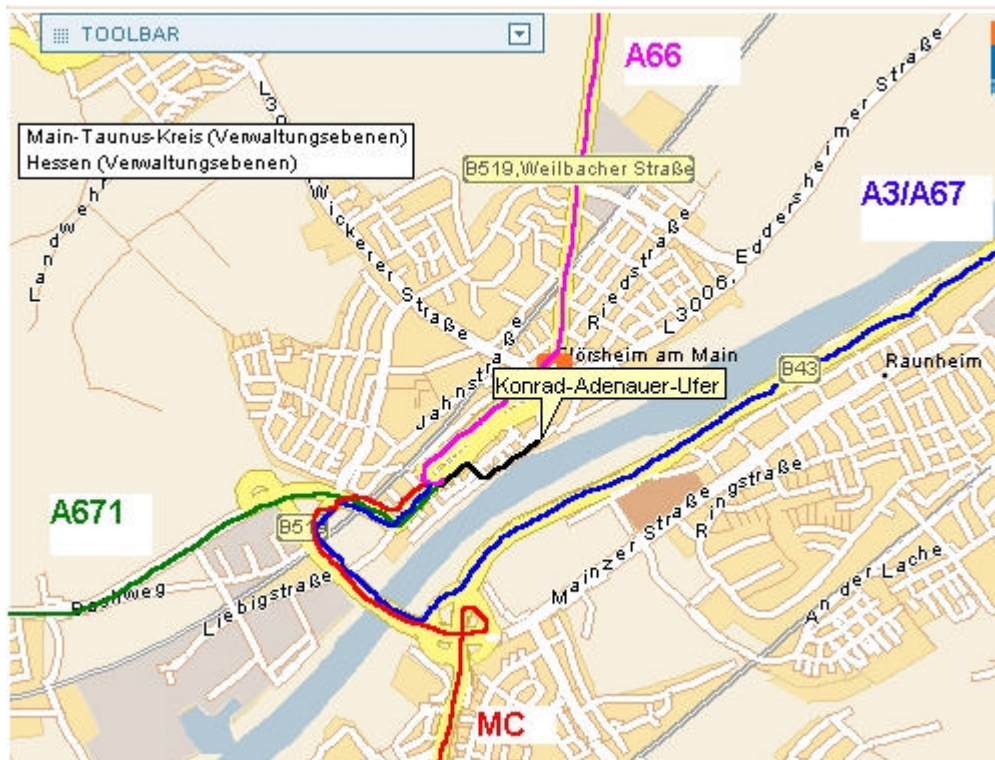 TOOLBAR
A66
Main-Taunus-Kreis (Verwaltungsebenen)
Hessen (Verwaltungsebenen)
B519,Weilbacher Straße
A3/A67
Landwehr
Wickerer Straße
Riedstraße
L3006, Eddersheimer Straße
Jahnstraße
Flörsheim am Main
Raunheim
B43
Konrad-Adenauer-Ufer
A671
Mainzer Straße
Ringstraße
An der Lache
Liebigstraße
MC